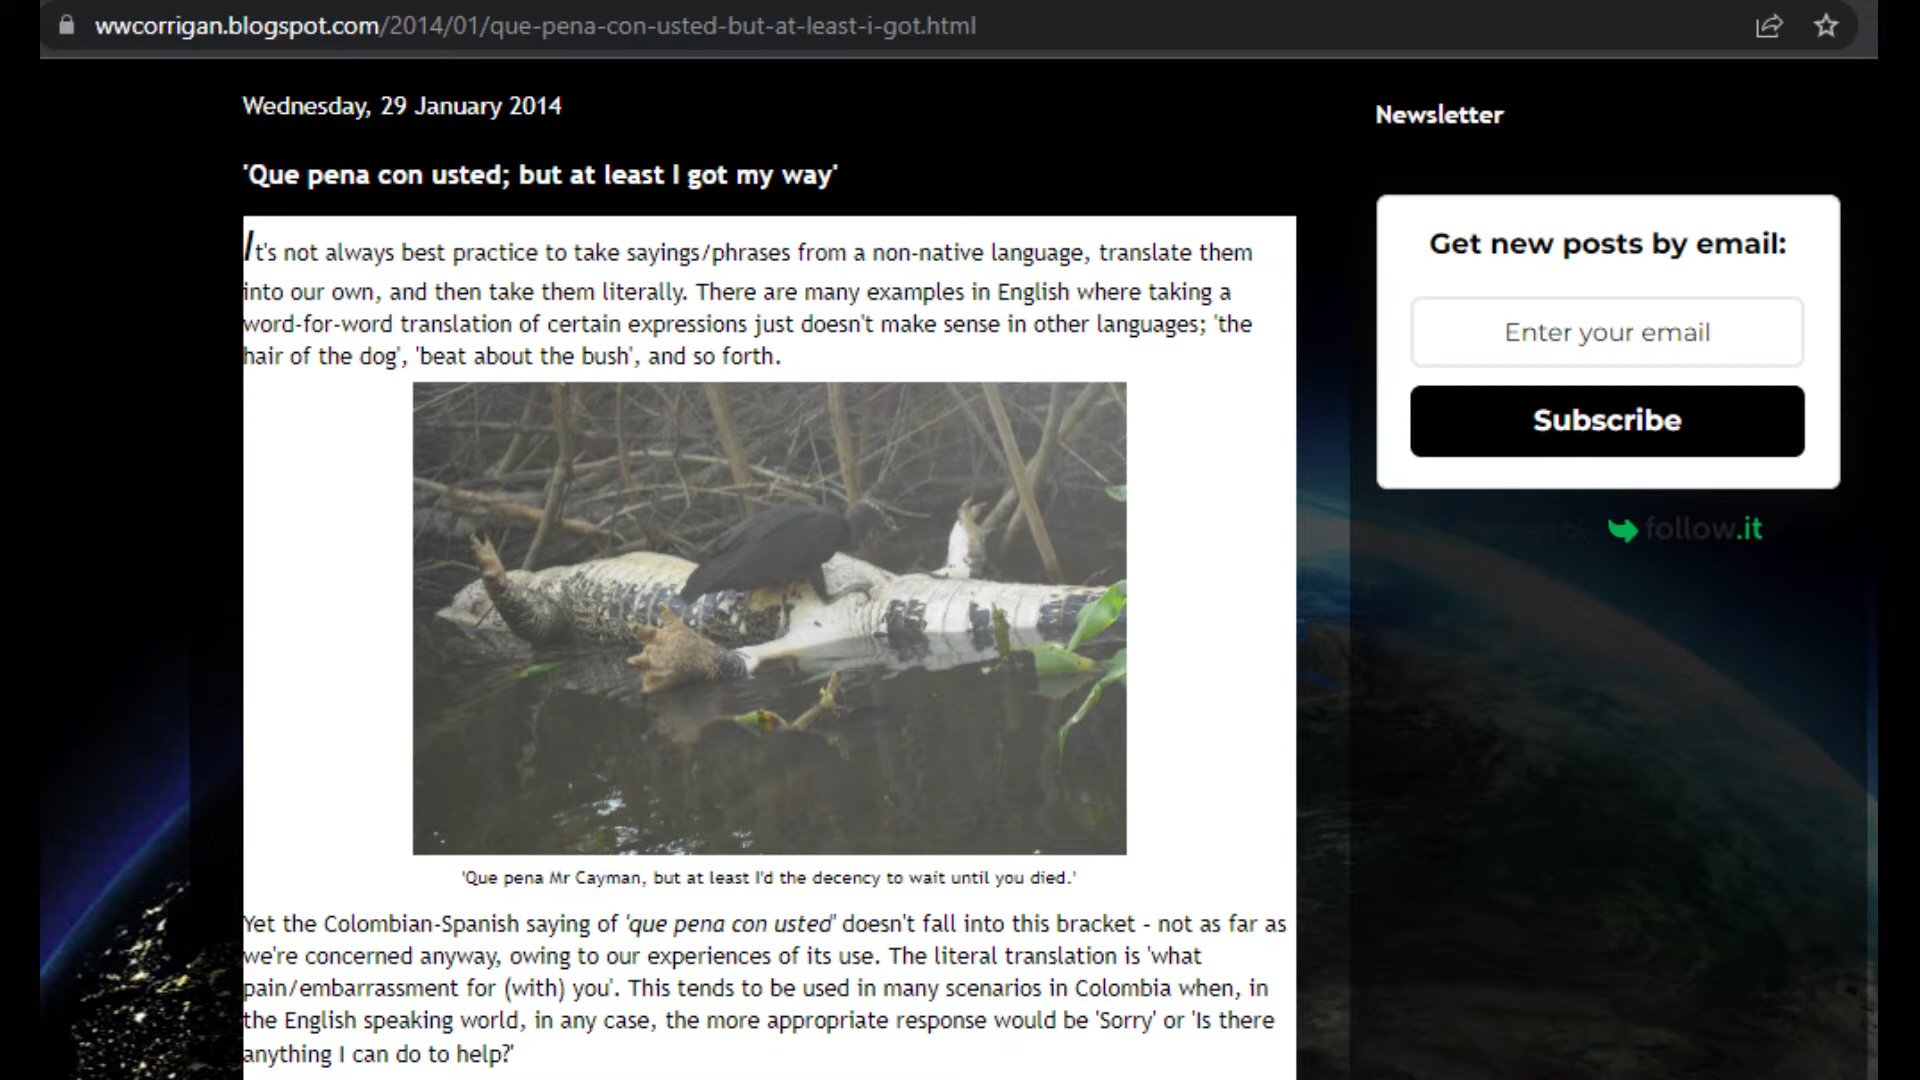 wwcorrigan.blogspot.com/2014/01/que-pena-con-usted-but-at-least-i-got.html
Wednesday, 29 January 2014
'Que pena con usted; but at least I got my way'
It's not always best practice to take sayings/phrases from a non-native language, translate them
into our own, and then take them literally. There are many examples in English where taking a
word-for-word translation of certain expressions just doesn't make sense in other languages; 'the
hair of the dog', 'beat about the bush', and so forth.
'Que pena Mr Cayman, but at least I'd the decency to wait until you died.'
Yet the Colombian-Spanish saying of 'que pena con usted' doesn't fall into this bracket - not as far as
we're concerned anyway, owing to our experiences of its use. The literal translation is 'what
pain/embarrassment for (with) you'. This tends to be used in many scenarios in Colombia when, in
the English speaking world, in any case, the more appropriate response would be 'Sorry' or 'Is there
anything I can do to help?'
Newsletter
Get new posts by email:
Enter your email
Subscribe
follow.it